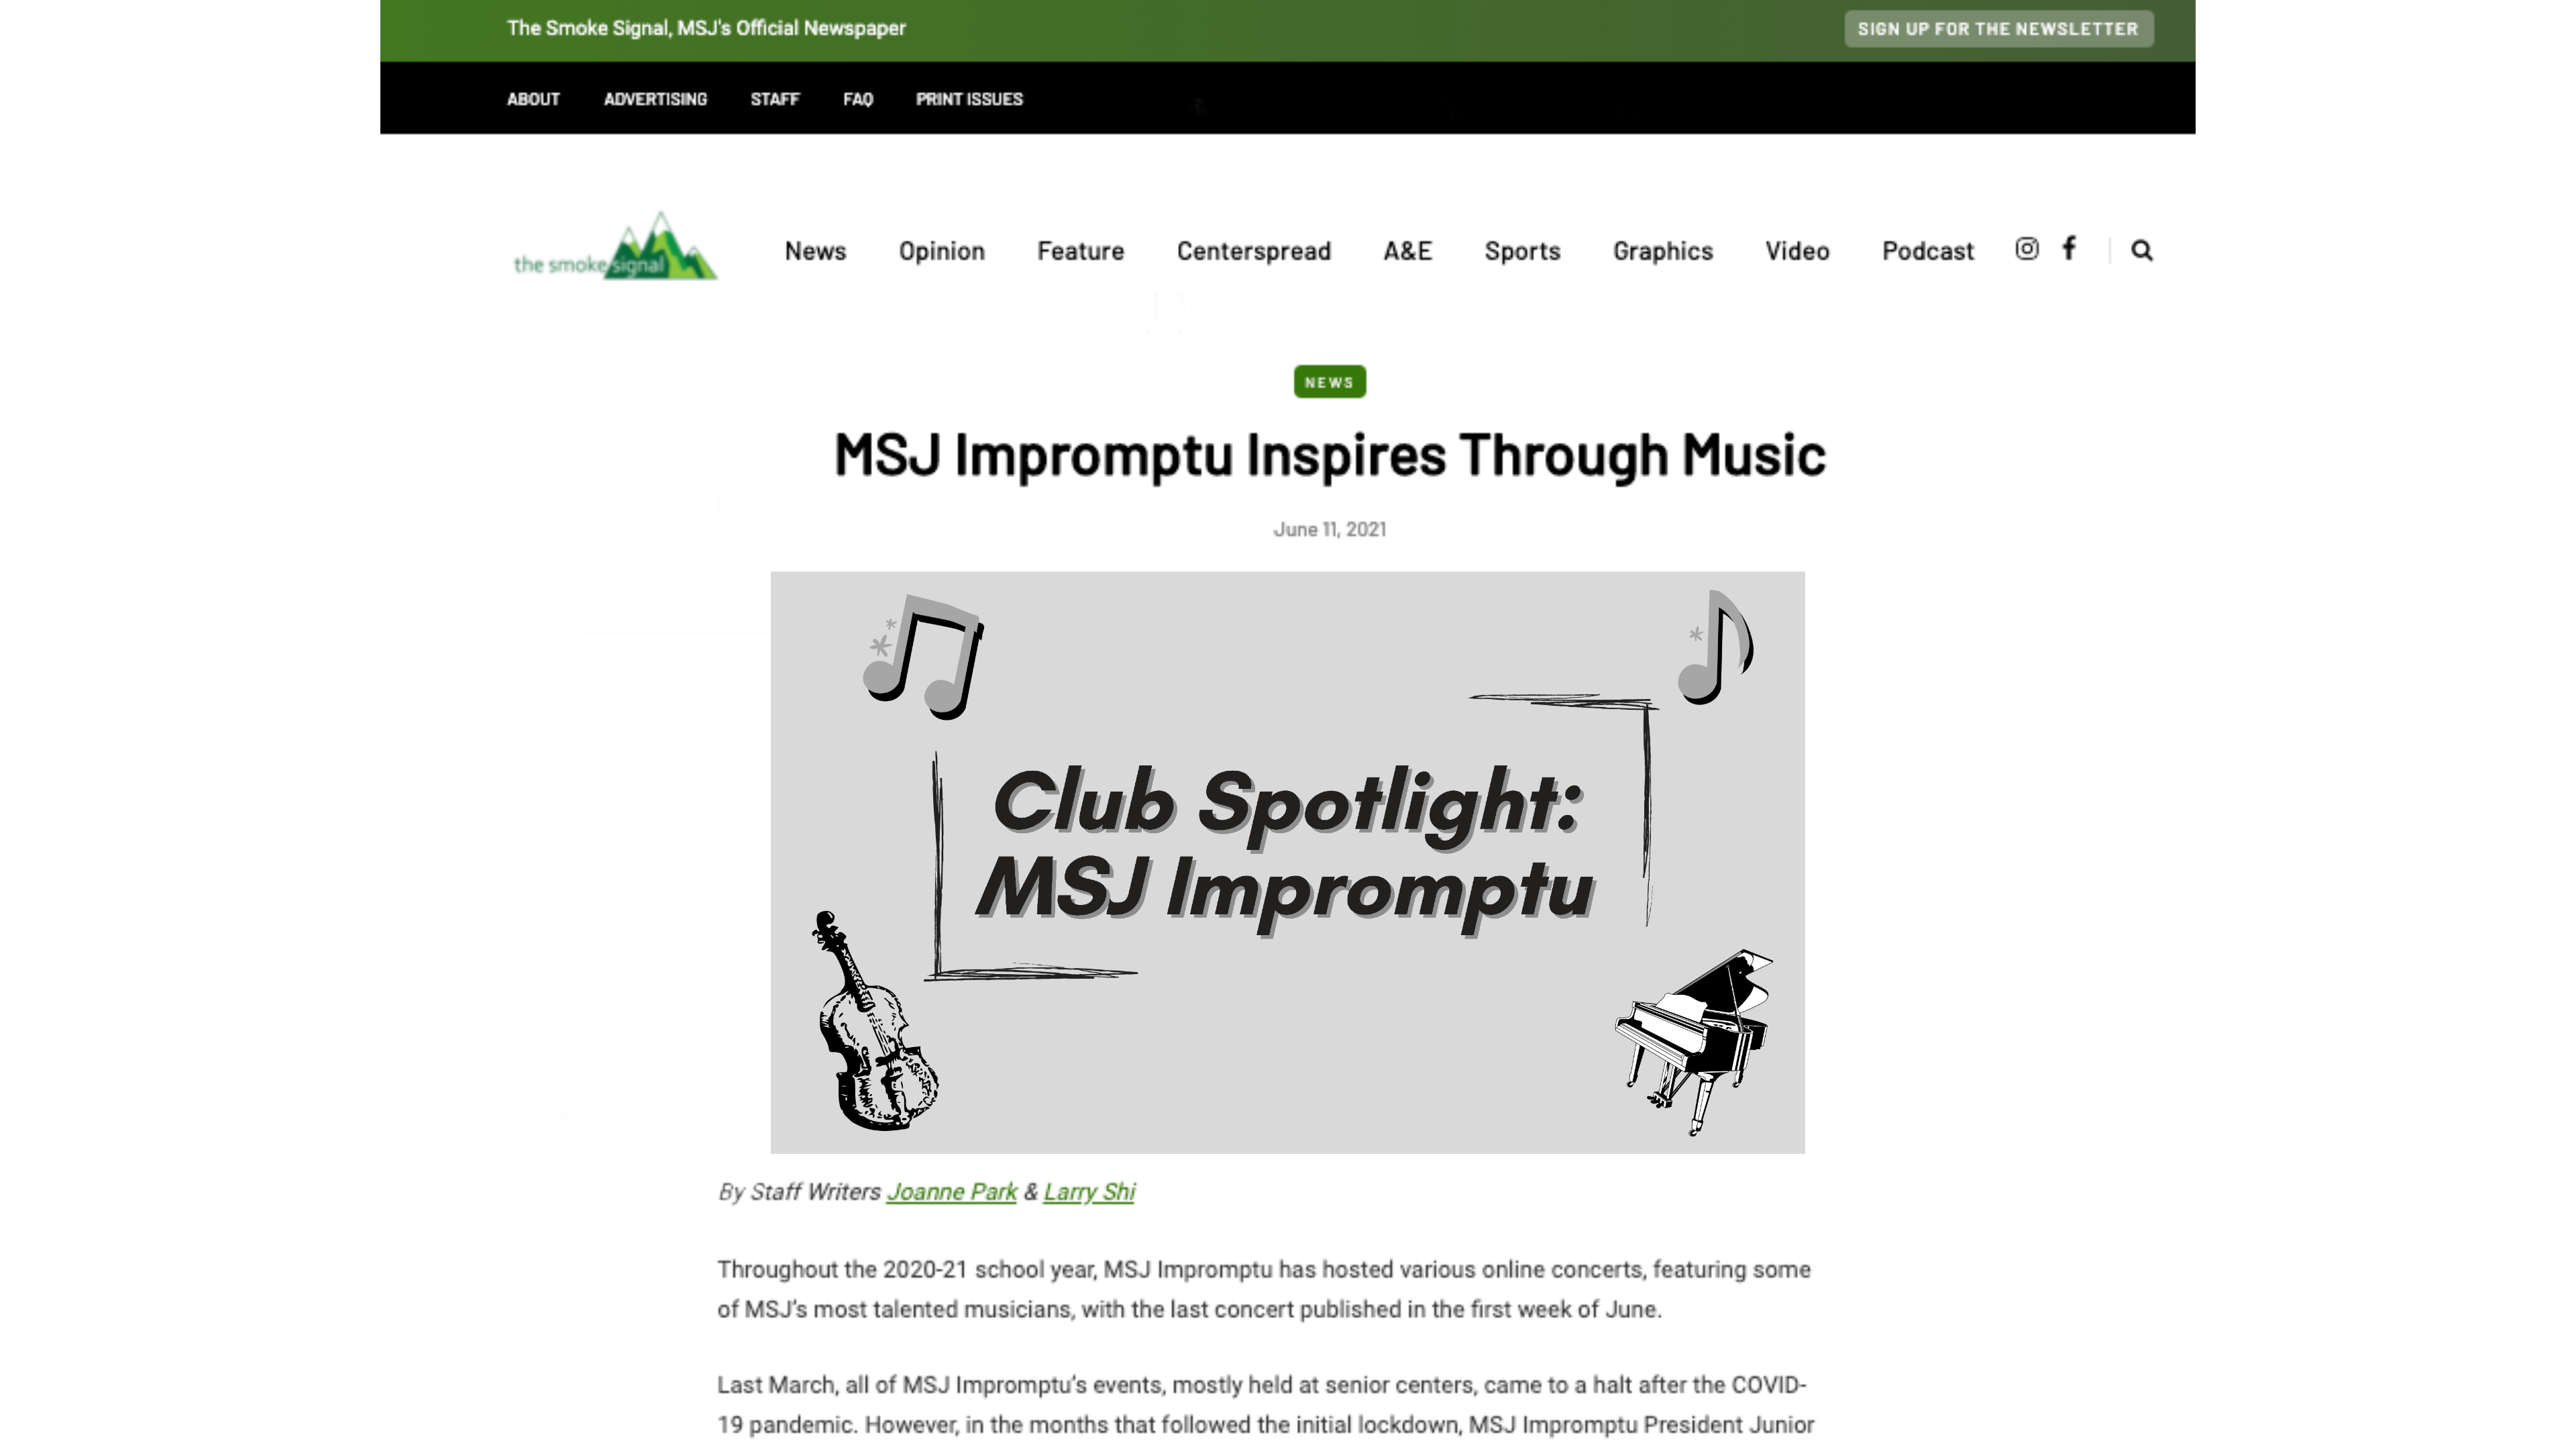 The Smoke Signal, MSJ's Official Newspaper
SIGN UP FOR THE NEWSLETTER
ABOUT ADVERTISING STAFF FAQ PRINT ISSUES
the smoke signal
News Opinion Feature Centerspread A&E Sports Graphics Video Podcast
NEWS
MSJ Impromptu Inspires Through Music
June 11, 2021
Club Spotlight:
MSJ Impromptu
By Staff Writers Joanne Park & Larry Shi
Throughout the 2020-21 school year, MSJ Impromptu has hosted various online concerts, featuring some
of MSJ’s most talented musicians, with the last concert published in the first week of June.
Last March, all of MSJ Impromptu’s events, mostly held at senior centers, came to a halt after the COVID-
19 pandemic. However, in the months that followed the initial lockdown, MSJ Impromptu President Junior